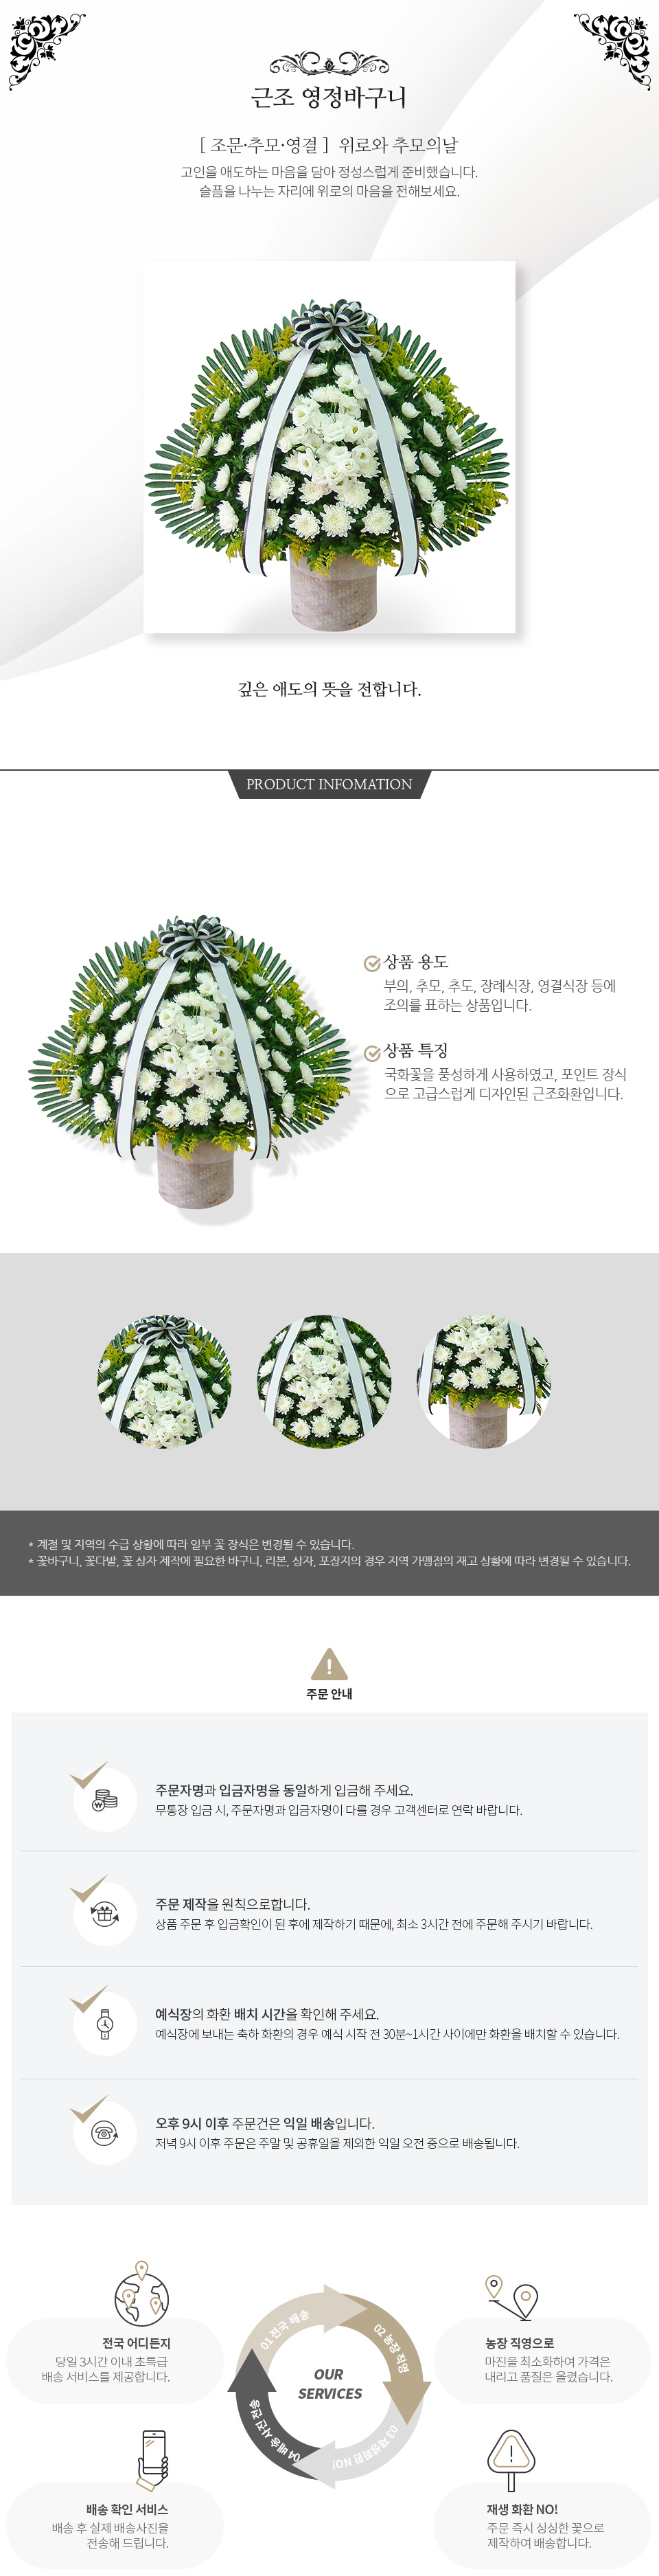 근조 영정바구니
[ 조문·추모·영결 ] 위로와 추모의날
고인을 애도하는 마음을 담아 정성스럽게 준비했습니다.
슬픔을 나누는 자리에 위로의 마음을 전해보세요.
깊은 애도의 뜻을 전합니다.
PRODUCT INFOMATION
상품 용도
부의, 추모, 추도, 장례식장, 영결식장 등에
조의를 표하는 상품입니다.
상품 특징
국화꽃을 풍성하게 사용하였고, 포인트 장식
으로 고급스럽게 디자인된 근조화환입니다.
* 계절 및 지역의 수급 상황에 따라 일부 꽃 장식은 변경될 수 있습니다.
* 꽃바구니, 꽃다발, 꽃 상자 제작에 필요한 바구니, 리본, 상자, 포장지의 경우 지역 가맹점의 재고 상황에 따라 변경될 수 있습니다.
주문 안내
주문자명과 입금자명을 동일하게 입금해 주세요.
무통장 입금 시, 주문자명과 입금자명이 다를 경우 고객센터로 연락 바랍니다.
주문 제작을 원칙으로합니다.
상품 주문 후 입금확인이 된 후에 제작하기 때문에, 최소 3시간 전에 주문해 주시기 바랍니다.
예식장의 화환 배치 시간을 확인해 주세요.
예식장에 보내는 축하 화환의 경우 예식 시작 전 30분~1시간 사이에만 화환을 배치할 수 있습니다.
오후 9시 이후 주문건은 익일 배송입니다.
저녁 9시 이후 주문은 주말 및 공휴일을 제외한 익일 오전 중으로 배송됩니다.
전국 어디든지
당일 3시간 이내 초특급
배송 서비스를 제공합니다.
01 전국 배송
02 농장 직영
OUR
SERVICES
03 재생화환 NO!
04 배송 사진 전송
농장 직영으로
마진을 최소화하여 가격은
내리고 품질은 올렸습니다.
배송 확인 서비스
배송 후 실제 배송사진을
전송해 드립니다.
재생 화환 NO!
주문 즉시 싱싱한 꽃으로
제작하여 배송합니다.